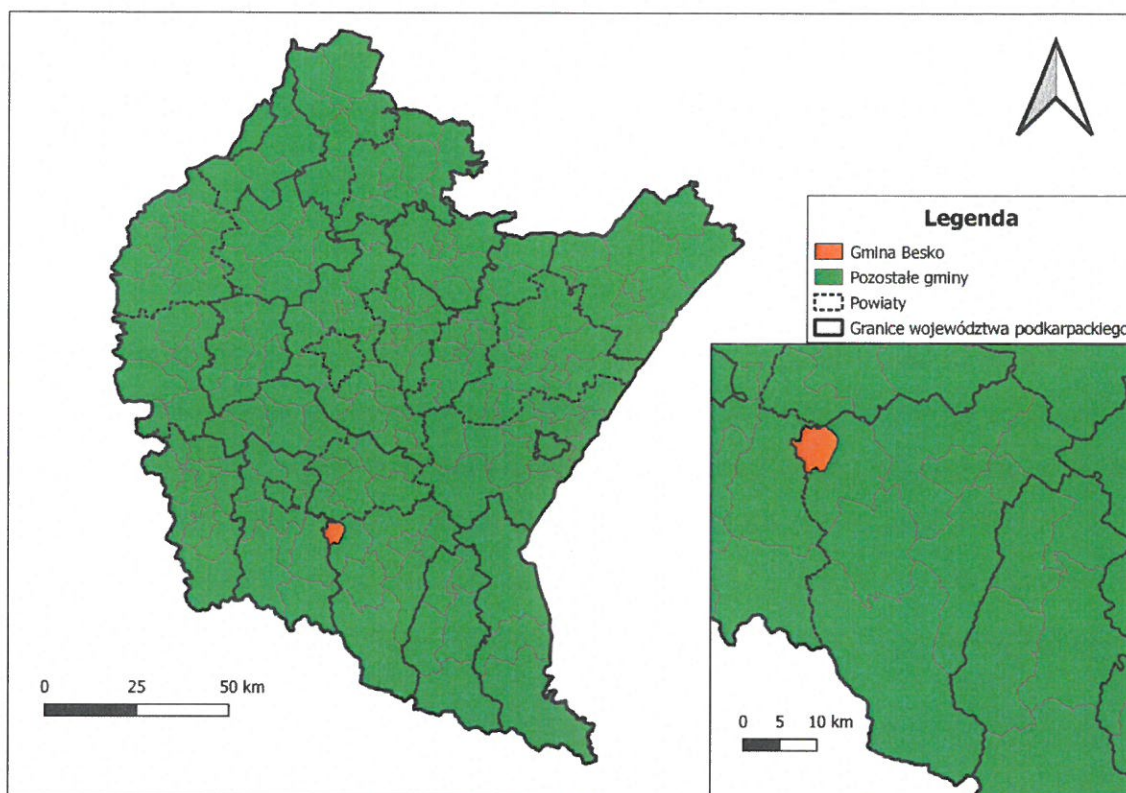 Legenda
Gmina Besko
Pozostałe gminy
Powiaty
Granice województwa podkarpackiego
0 25 50 km
0 5 10 km